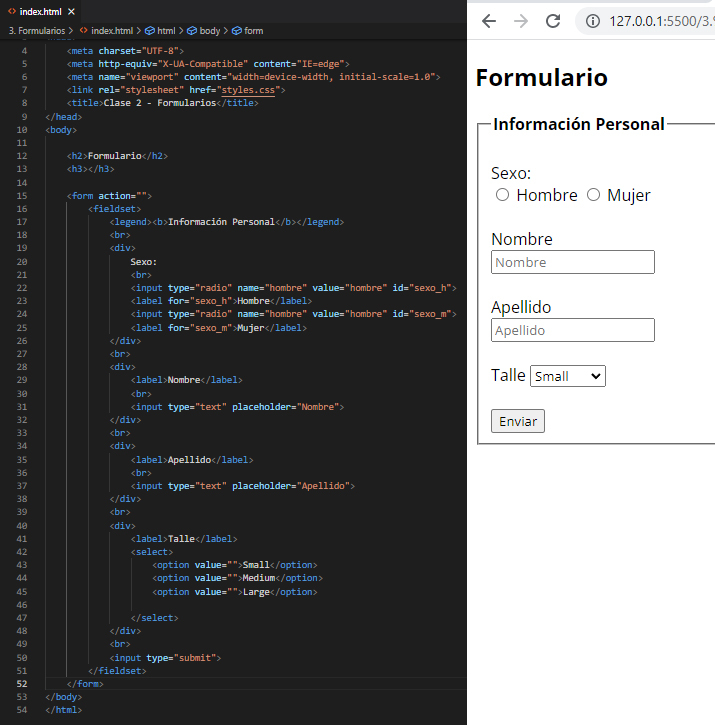 index.html
3. Formularios > index.html > html > body > form
4 <meta charset="UTF-8">
5 <meta http-equiv="X-UA-Compatible" content="IE=edge">
6 <meta name="viewport" content="width=device-width, initial-scale=1.0">
7 <link rel="stylesheet" href="styles.css">
8 <title>Clase 2 - Formularios</title>
9 </head>
10 <body>
11
12 <h2>Formulario</h2>
13 <h3></h3>
14
15 <form action="">
16 <fieldset>
17 <legend><b>Información Personal</b></legend>
18 <br>
19 <div>
20 Sexo:
21 <br>
22 <input type="radio" name="hombre" value="hombre" id="sexo_h">
23 <label for="sexo_h">Hombre</label>
24 <input type="radio" name="hombre" value="hombre" id="sexo_m">
25 <label for="sexo_m">Mujer</label>
26 </div>
27 <br>
28 <div>
29 <label>Nombre</label>
30 <br>
31 <input type="text" placeholder="Nombre">
32 </div>
33 <br>
34 <div>
35 <label>Apellido</label>
36 <br>
37 <input type="text" placeholder="Apellido">
38 </div>
39 <br>
40 <div>
41 <label>Talle</label>
42 <select>
43 <option value="">Small</option>
44 <option value="">Medium</option>
45 <option value="">Large</option>
46
47 </select>
48 </div>
49 <br>
50 <input type="submit">
51 </fieldset>
52 </form>
53 </body>
54 </html>
127.0.0.1:5500/3.
Formulario
Información Personal
Sexo:
Hombre Mujer
Nombre
Nombre
Apellido
Apellido
Talle Small
Enviar